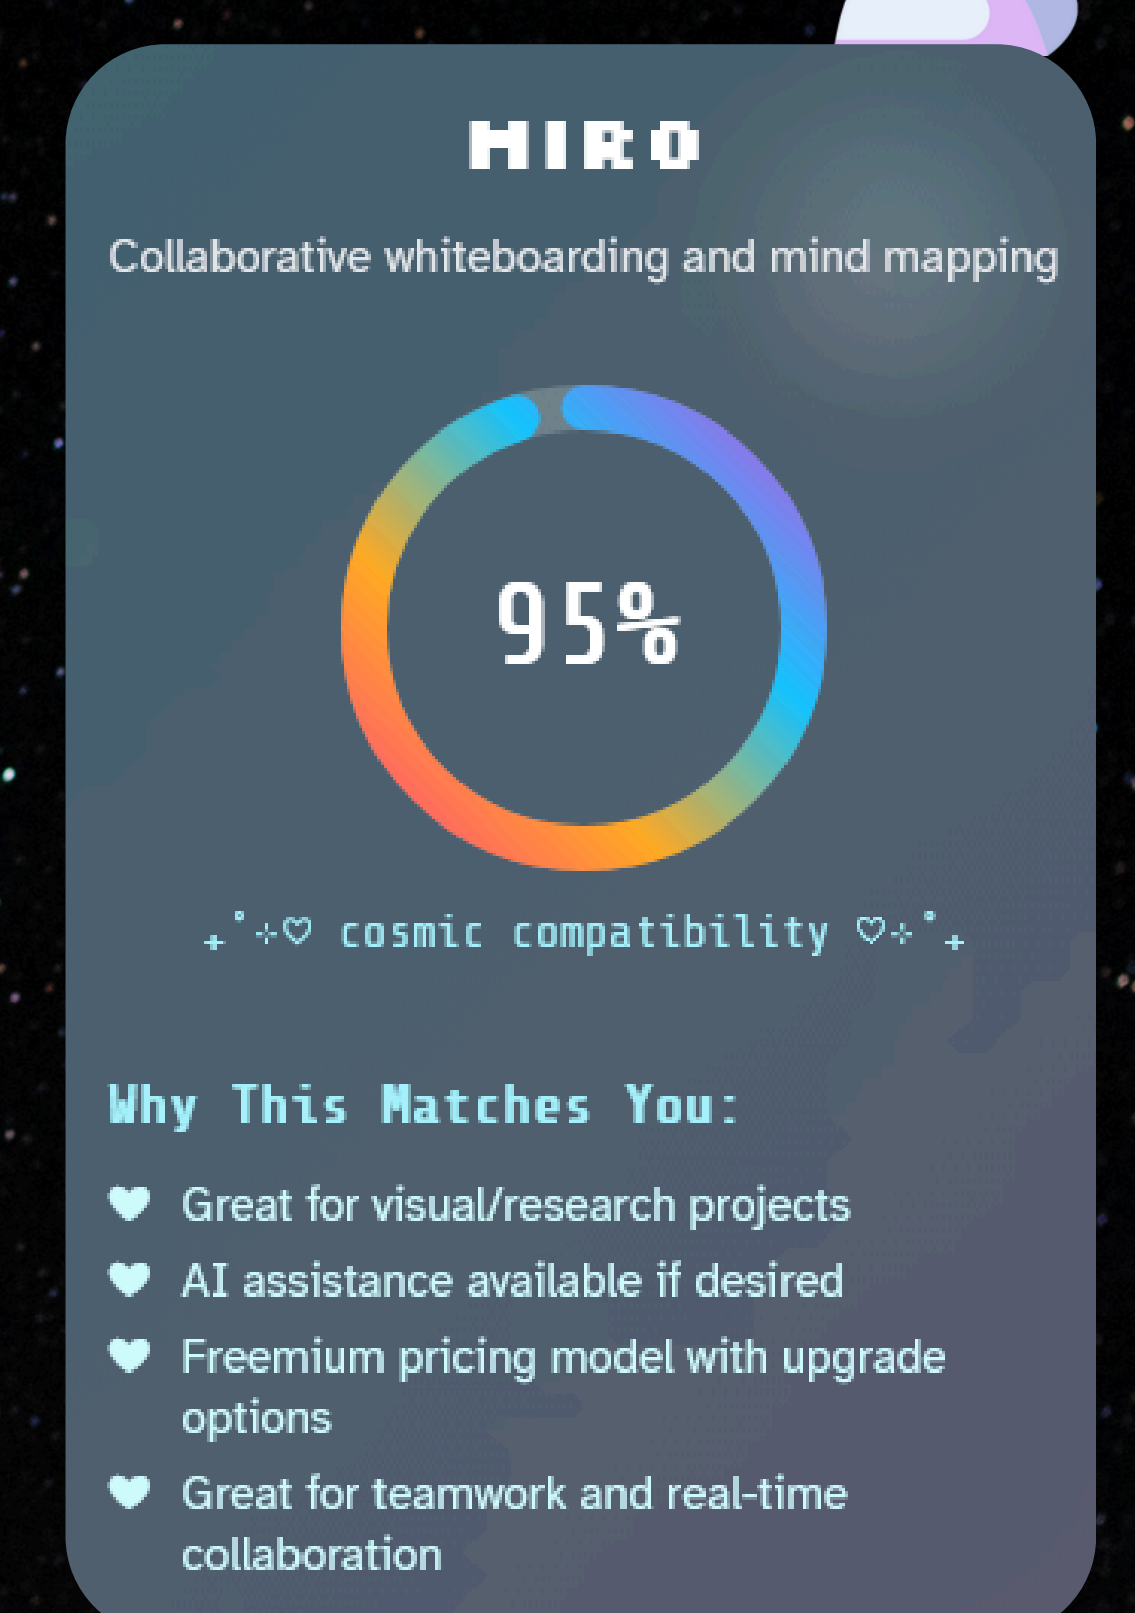 MIRO
Collaborative whiteboarding and mind mapping
95%
₊˚⊹♡ cosmic compatibility ♡⊹˚₊
Why This Matches You:
Great for visual/research projects
AI assistance available if desired
Freemium pricing model with upgrade
options
Great for teamwork and real-time
collaboration